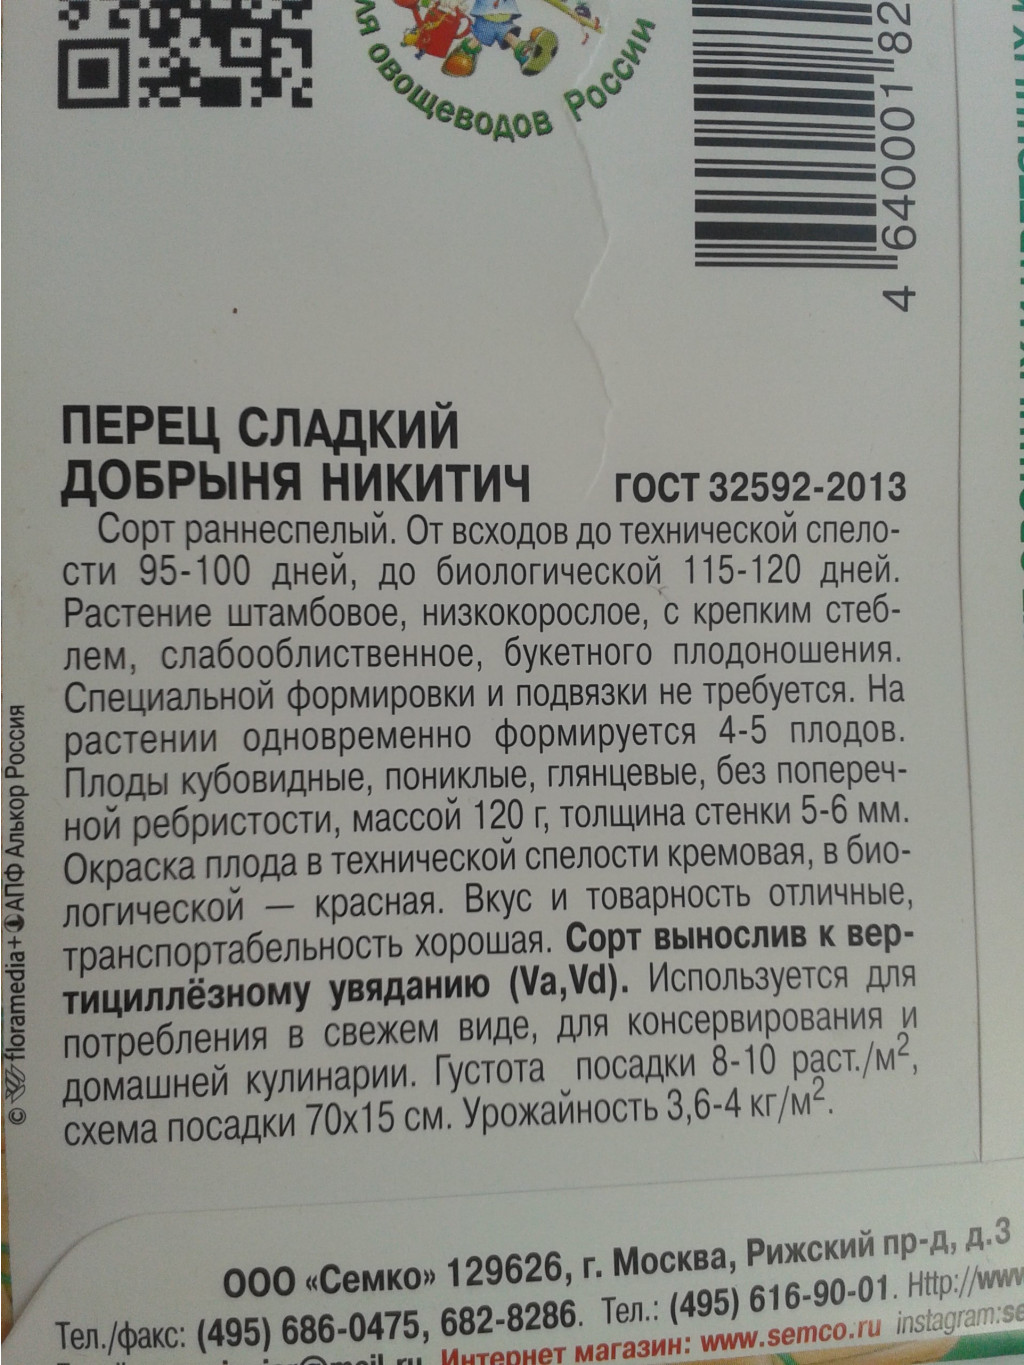 овощеводов России
4 640001 82
ПЕРЕЦ СЛАДКИЙ
ДОБРЫНЯ НИКИТИЧ ГОСТ 32592-2013
Сорт раннеспелый. От всходов до технической спело-
сти 95-100 дней, до биологической 115-120 дней.
Растение штамбовое, низкокорослое, с крепким стеб-
лем, слабооблиственное, букетного плодоношения.
Специальной формировки и подвязки не требуется. На
растении одновременно формируется 4-5 плодов.
Плоды кубовидные, пониклые, глянцевые, без попереч-
ной ребристости, массой 120 г, толщина стенки 5-6 мм.
Окраска плода в технической спелости кремовая, в био-
логической — красная. Вкус и товарность отличные,
транспортабельность хорошая. Сорт вынослив к вер-
тициллёзному увяданию (Va,Vd). Используется для
потребления в свежем виде, для консервирования и
домашней кулинарии. Густота посадки 8-10 раст./м²,
схема посадки 70х15 см. Урожайность 3,6-4 кг/м².
© floramedia+ АПФ Алькор Россия
ООО «Семко» 129626, г. Москва, Рижский пр-д, д.3
Тел./факс: (495) 686-0475, 682-8286. Тел.: (495) 616-90-01. Http://www
Интернет магазин: www.semco.ru instagram:se